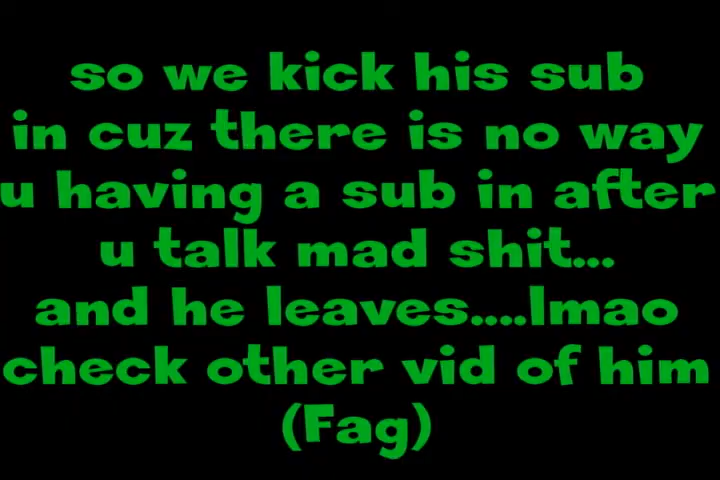 so we kick his sub
in cuz there is no way
u having a sub in after
u talk mad shit...
and he leaves....lmao
check other vid of him
(Fag)